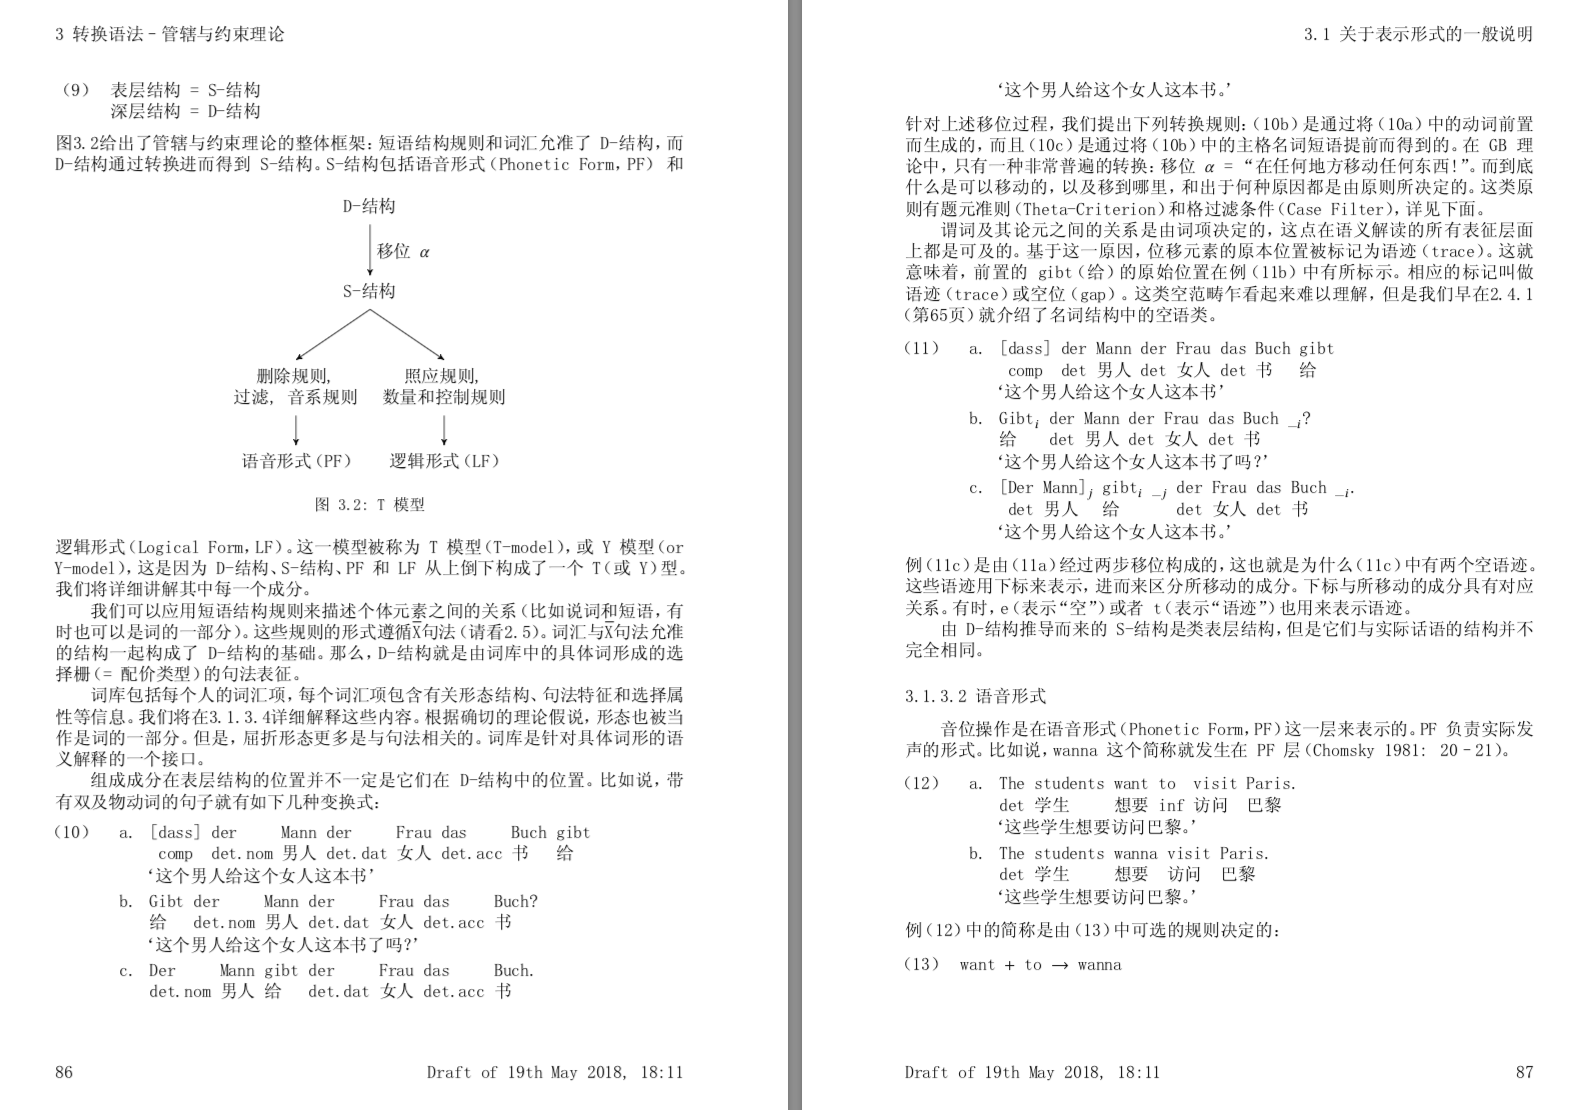 3 转换语法–管辖与约束理论
(9) 表层结构 = S-结构
深层结构 = D-结构
图3.2给出了管辖与约束理论的整体框架：短语结构规则和词汇允准了 D-结构，而
D-结构通过转换进而得到 S-结构。S-结构包括语音形式（Phonetic Form，PF） 和
D-结构
移位 α
S-结构
删除规则， 照应规则，
过滤，音系规则 数量和控制规则
语音形式（PF） 逻辑形式（LF）
图 3.2: T 模型
逻辑形式（Logical Form，LF）。这一模型被称为 T 模型（T-model），或 Y 模型（or
Y-model），这是因为 D-结构、S-结构、PF 和 LF 从上倒下构成了一个 T（或 Y）型。
我们将详细讲解其中每一个成分。
我们可以应用短语结构规则来描述个体元素之间的关系（比如说词和短语，有
时也可以是词的一部分）。这些规则的形式遵循X̅句法（请看2.5）。词汇与X̅句法允准
的结构一起构成了 D-结构的基础。那么，D-结构就是由词库中的具体词形成的选
择栅（= 配价类型）的句法表征。
词库包括每个人的词汇项，每个词汇项包含有关形态结构、句法特征和选择属
性等信息。我们将在3.1.3.4详细解释这些内容。根据确切的理论假说，形态也被当
作是词的一部分。但是，屈折形态更多是与句法相关的。词库是针对具体词形的语
义解释的一个接口。
组成成分在表层结构的位置并不一定是它们在 D-结构中的位置。比如说，带
有双及物动词的句子就有如下几种变换式：
(10) a. [dass] der Mann der Frau das Buch gibt
comp det.nom 男人 det.dat 女人 det.acc 书 给
‘这个男人给这个女人这本书’
b. Gibt der Mann der Frau das Buch?
给 det.nom 男人 det.dat 女人 det.acc 书
‘这个男人给这个女人这本书了吗？’
c. Der Mann gibt der Frau das Buch.
det.nom 男人 给 det.dat 女人 det.acc 书
86 Draft of 19th May 2018, 18:11
3.1 关于表示形式的一般说明
‘这个男人给这个女人这本书。’
针对上述移位过程，我们提出下列转换规则：（10b）是通过将（10a）中的动词前置
而生成的，而且（10c）是通过将（10b）中的主格名词短语提前而得到的。在 GB 理
论中，只有一种非常普遍的转换：移位 α = “在任何地方移动任何东西！”。而到底
什么是可以移动的，以及移到哪里，和出于何种原因都是由原则所决定的。这类原
则有题元准则（Theta-Criterion）和格过滤条件（Case Filter），详见下面。
谓词及其论元之间的关系是由词项决定的，这点在语义解读的所有表征层面
上都是可及的。基于这一原因，位移元素的原本位置被标记为语迹（trace）。这就
意味着，前置的 gibt（给）的原始位置在例（11b）中有所标示。相应的标记叫做
语迹（trace）或空位（gap）。这类空范畴乍看起来难以理解，但是我们早在2.4.1
（第65页）就介绍了名词结构中的空语类。
(11) a. [dass] der Mann der Frau das Buch gibt
comp det 男人 det 女人 det 书 给
‘这个男人给这个女人这本书’
b. Gibt_i der Mann der Frau das Buch _i?
给 det 男人 det 女人 det 书
‘这个男人给这个女人这本书了吗？’
c. [Der Mann]_j gibt_i _j der Frau das Buch _i.
det 男人 给 det 女人 det 书
‘这个男人给这个女人这本书。’
例（11c）是由（11a）经过两步移位构成的，这也就是为什么（11c）中有两个空语迹。
这些语迹用下标来表示，进而来区分所移动的成分。下标与所移动的成分具有对应
关系。有时，e（表示“空”）或者 t（表示“语迹”）也用来表示语迹。
由 D-结构推导而来的 S-结构是类表层结构，但是它们与实际话语的结构并不
完全相同。
3.1.3.2 语音形式
音位操作是在语音形式（Phonetic Form，PF）这一层来表示的。PF 负责实际发
声的形式。比如说，wanna 这个简称就发生在 PF 层（Chomsky 1981: 20–21）。
(12) a. The students want to visit Paris.
det 学生 想要 inf 访问 巴黎
‘这些学生想要访问巴黎。’
b. The students wanna visit Paris.
det 学生 想要 访问 巴黎
‘这些学生想要访问巴黎。’
例（12）中的简称是由（13）中可选的规则决定的：
(13) want + to → wanna
Draft of 19th May 2018, 18:11 87